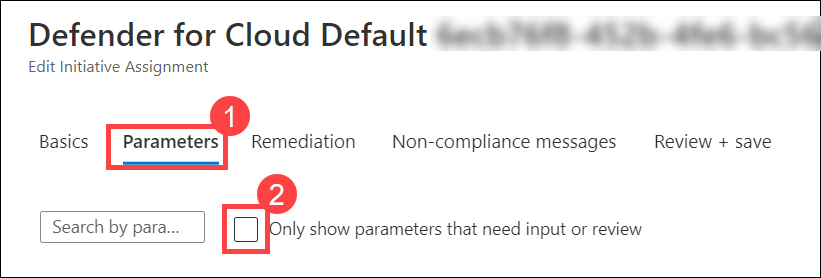 Defender for Cloud Default
Edit Initiative Assignment
1
Basics Parameters Remediation Non-compliance messages Review + save
2
Search by para... Only show parameters that need input or review